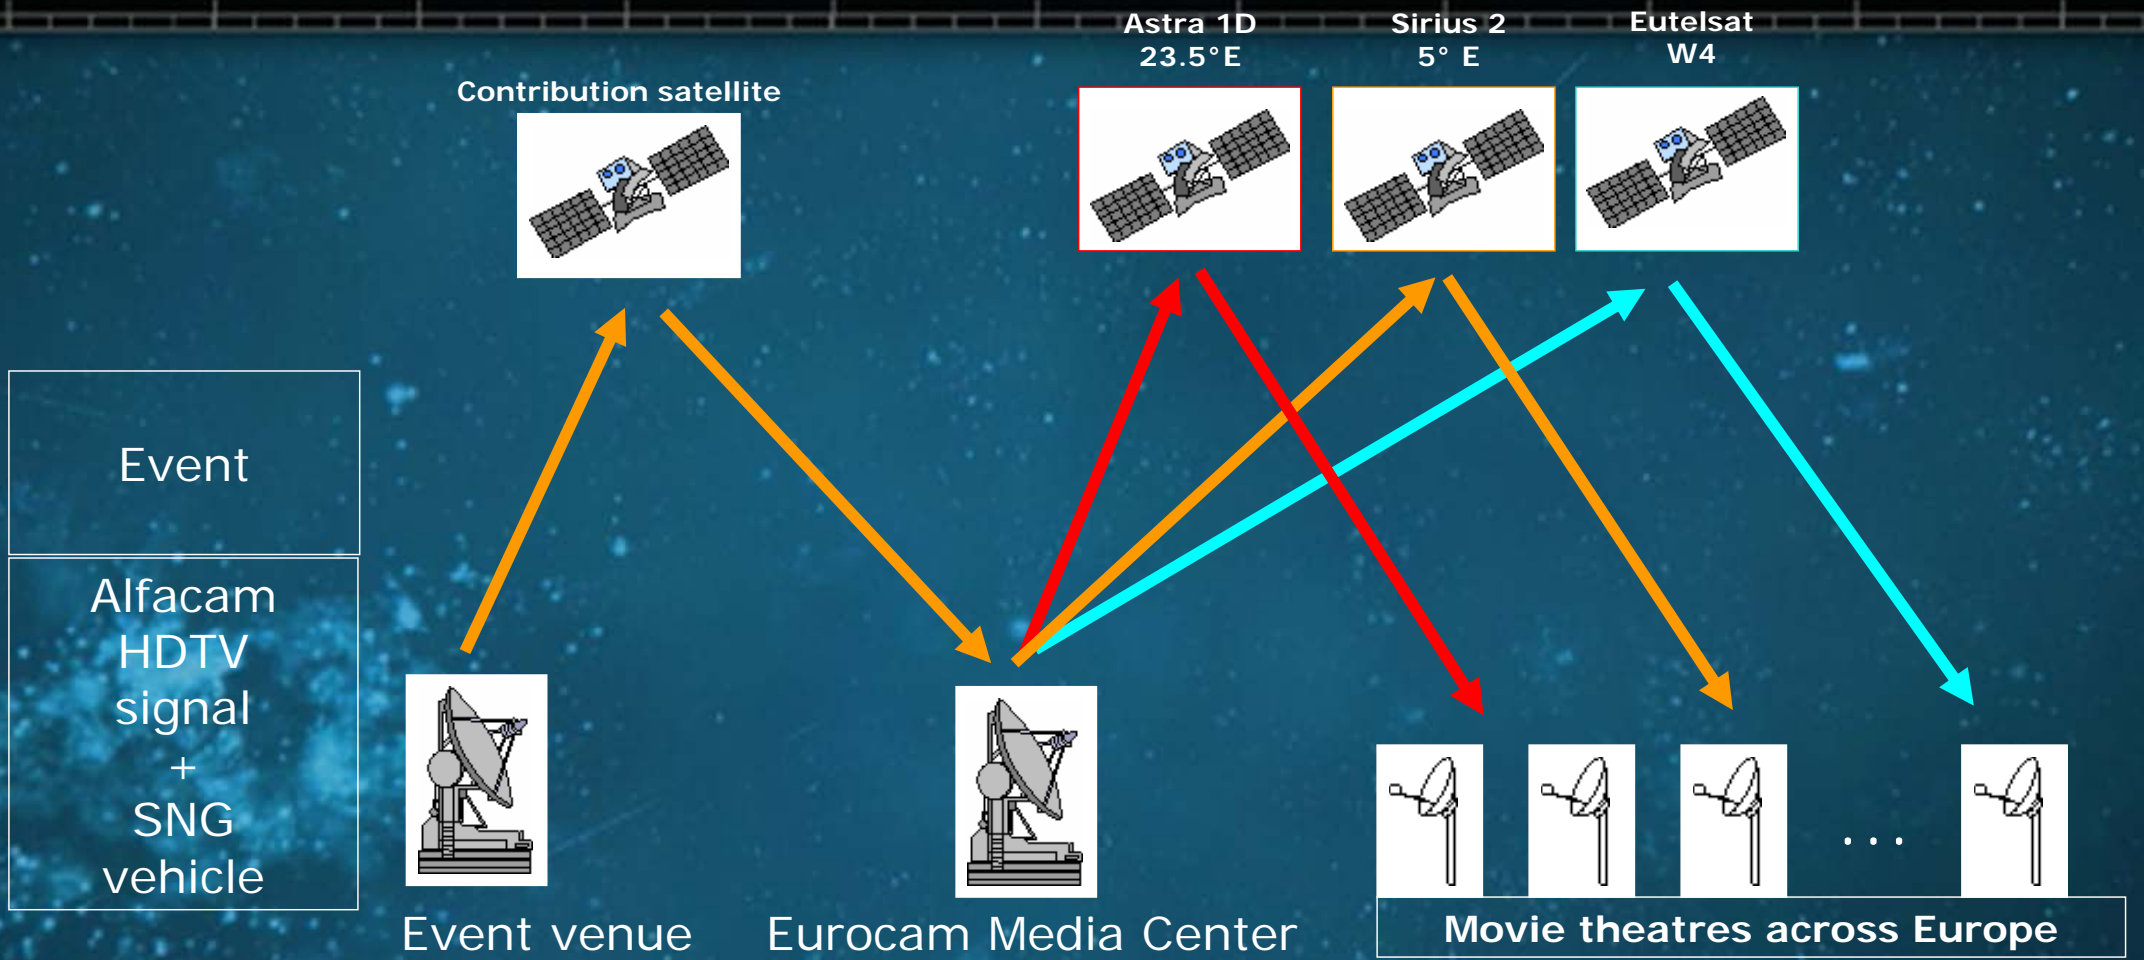 Astra 1D
23.5°E
Sirius 2
5° E
Eutelsat
W4
Contribution satellite
Event
Alfacam
HDTV
signal
+
SNG
vehicle
...
Event venue
Eurocam Media Center
Movie theatres across Europe